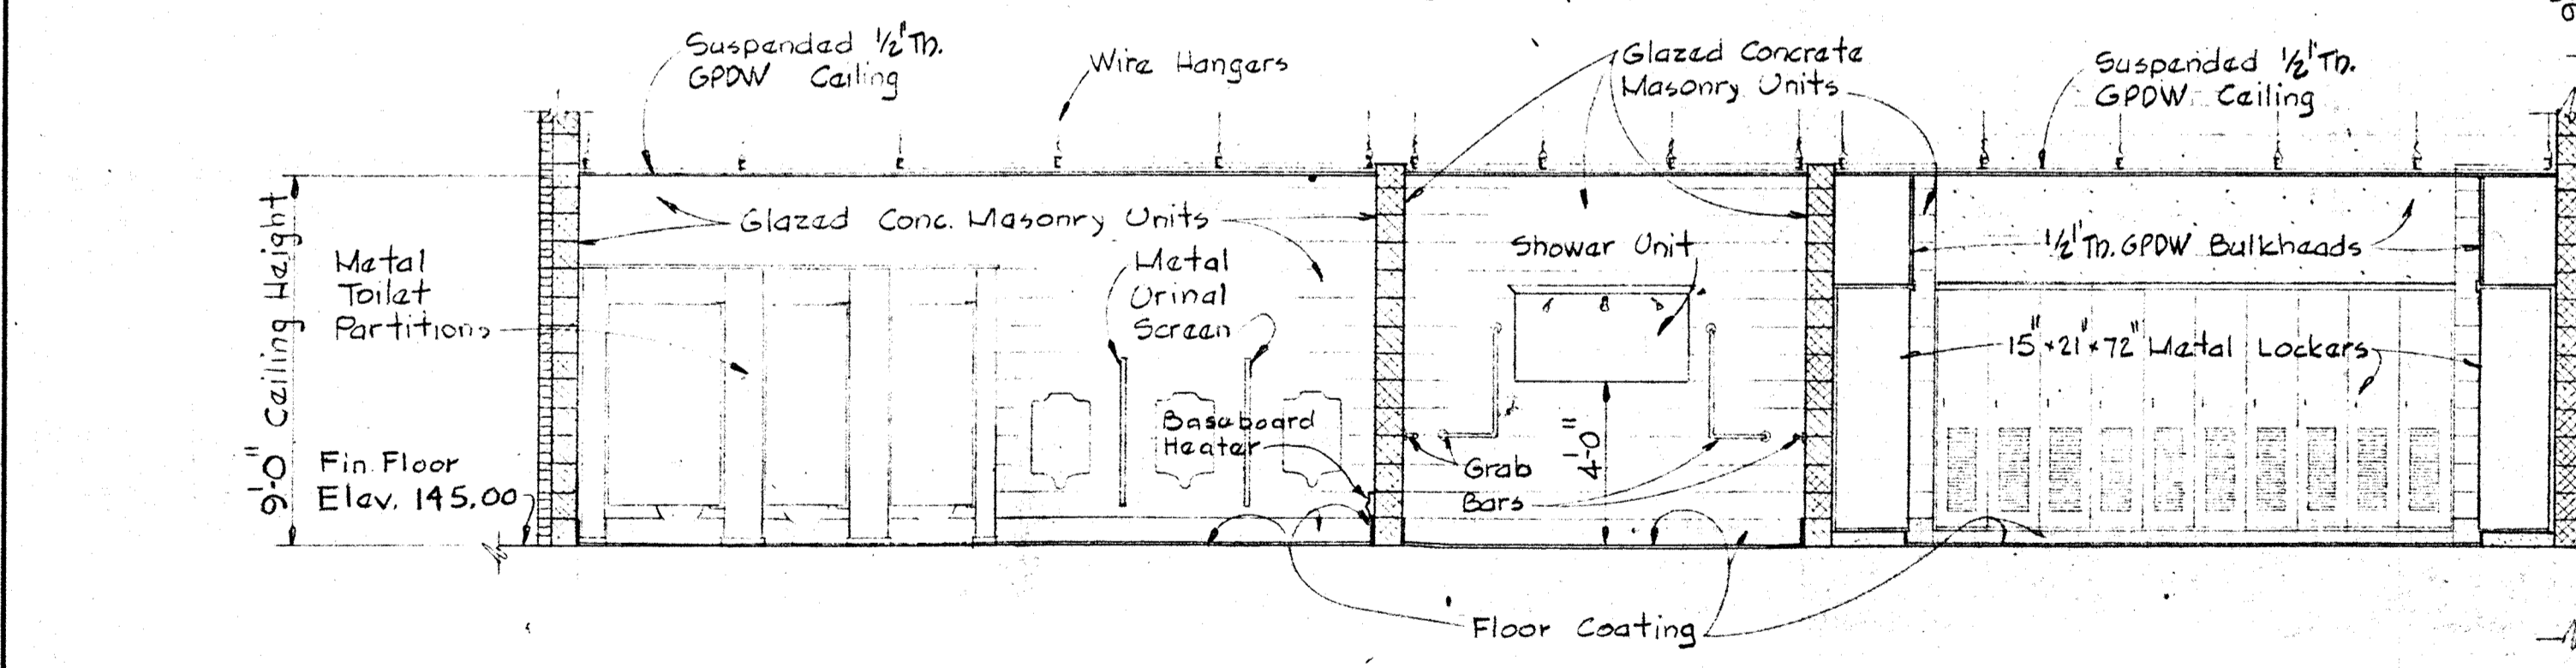 Suspended 1/2" Th.
GPDW Ceiling
Wire Hangers
Glazed Concrete
Masonry Units
Suspended 1/2" Th.
GPDW Ceiling
9'-0" Ceiling Height
Glazed Conc. Masonry Units
Metal
Toilet
Partitions
Metal
Urinal
Screen
Shower Unit
1/2" Th. GPDW Bulkheads
15" x 21" x 72" Metal Lockers
Baseboard
Heater
Grab
Bars
4'-0"
Fin. Floor
Elev. 145.00
Floor Coating